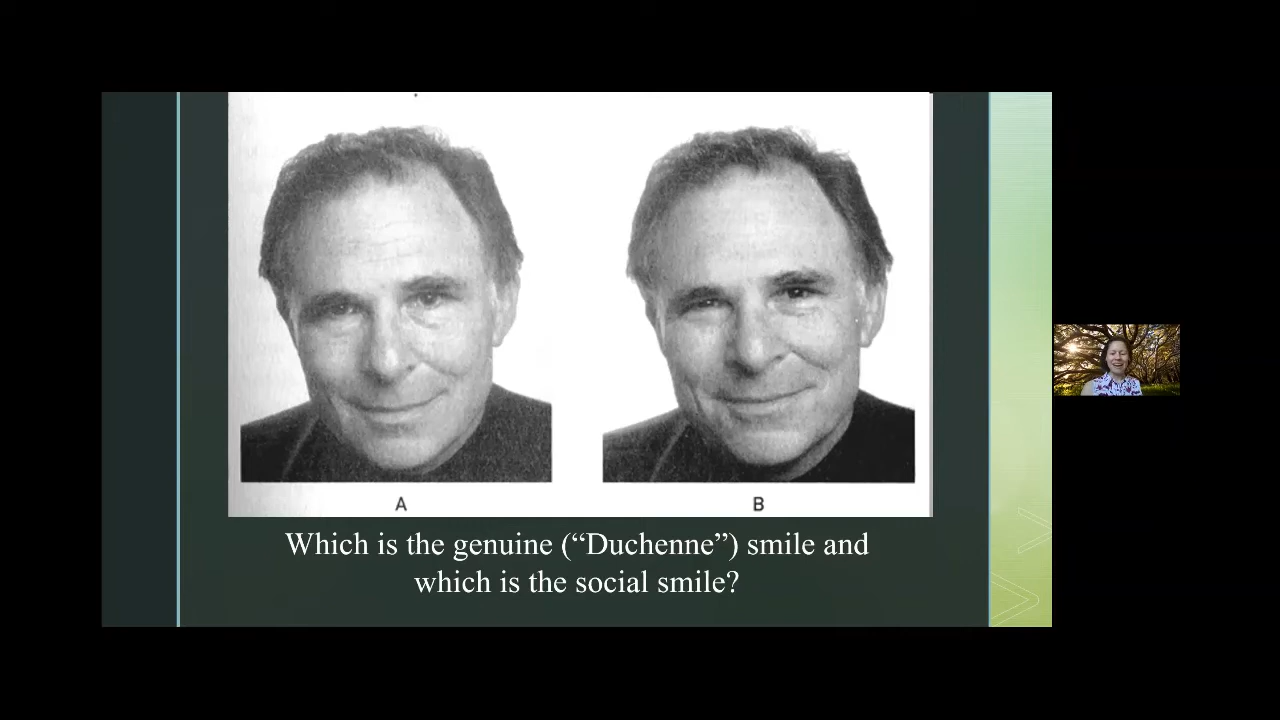 A
B
Which is the genuine (“Duchenne”) smile and
which is the social smile?